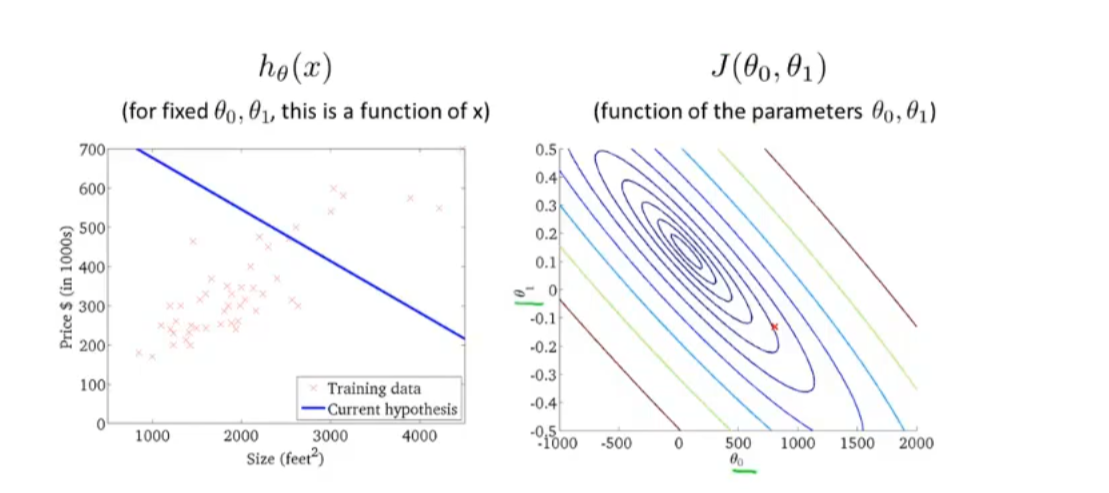 h_θ(x)
(for fixed θ₀, θ₁, this is a function of x)
700
600
500
400
300
200
100
0
Price $ (in 1000s)
1000 2000 3000 4000
Size (feet²)
Training data
Current hypothesis
J(θ₀, θ₁)
(function of the parameters θ₀, θ₁)
0.5
0.4
0.3
0.2
0.1
0
-0.1
-0.2
-0.3
-0.4
-0.5
θ₁
-1000 -500 0 500 1000 1500 2000
θ₀